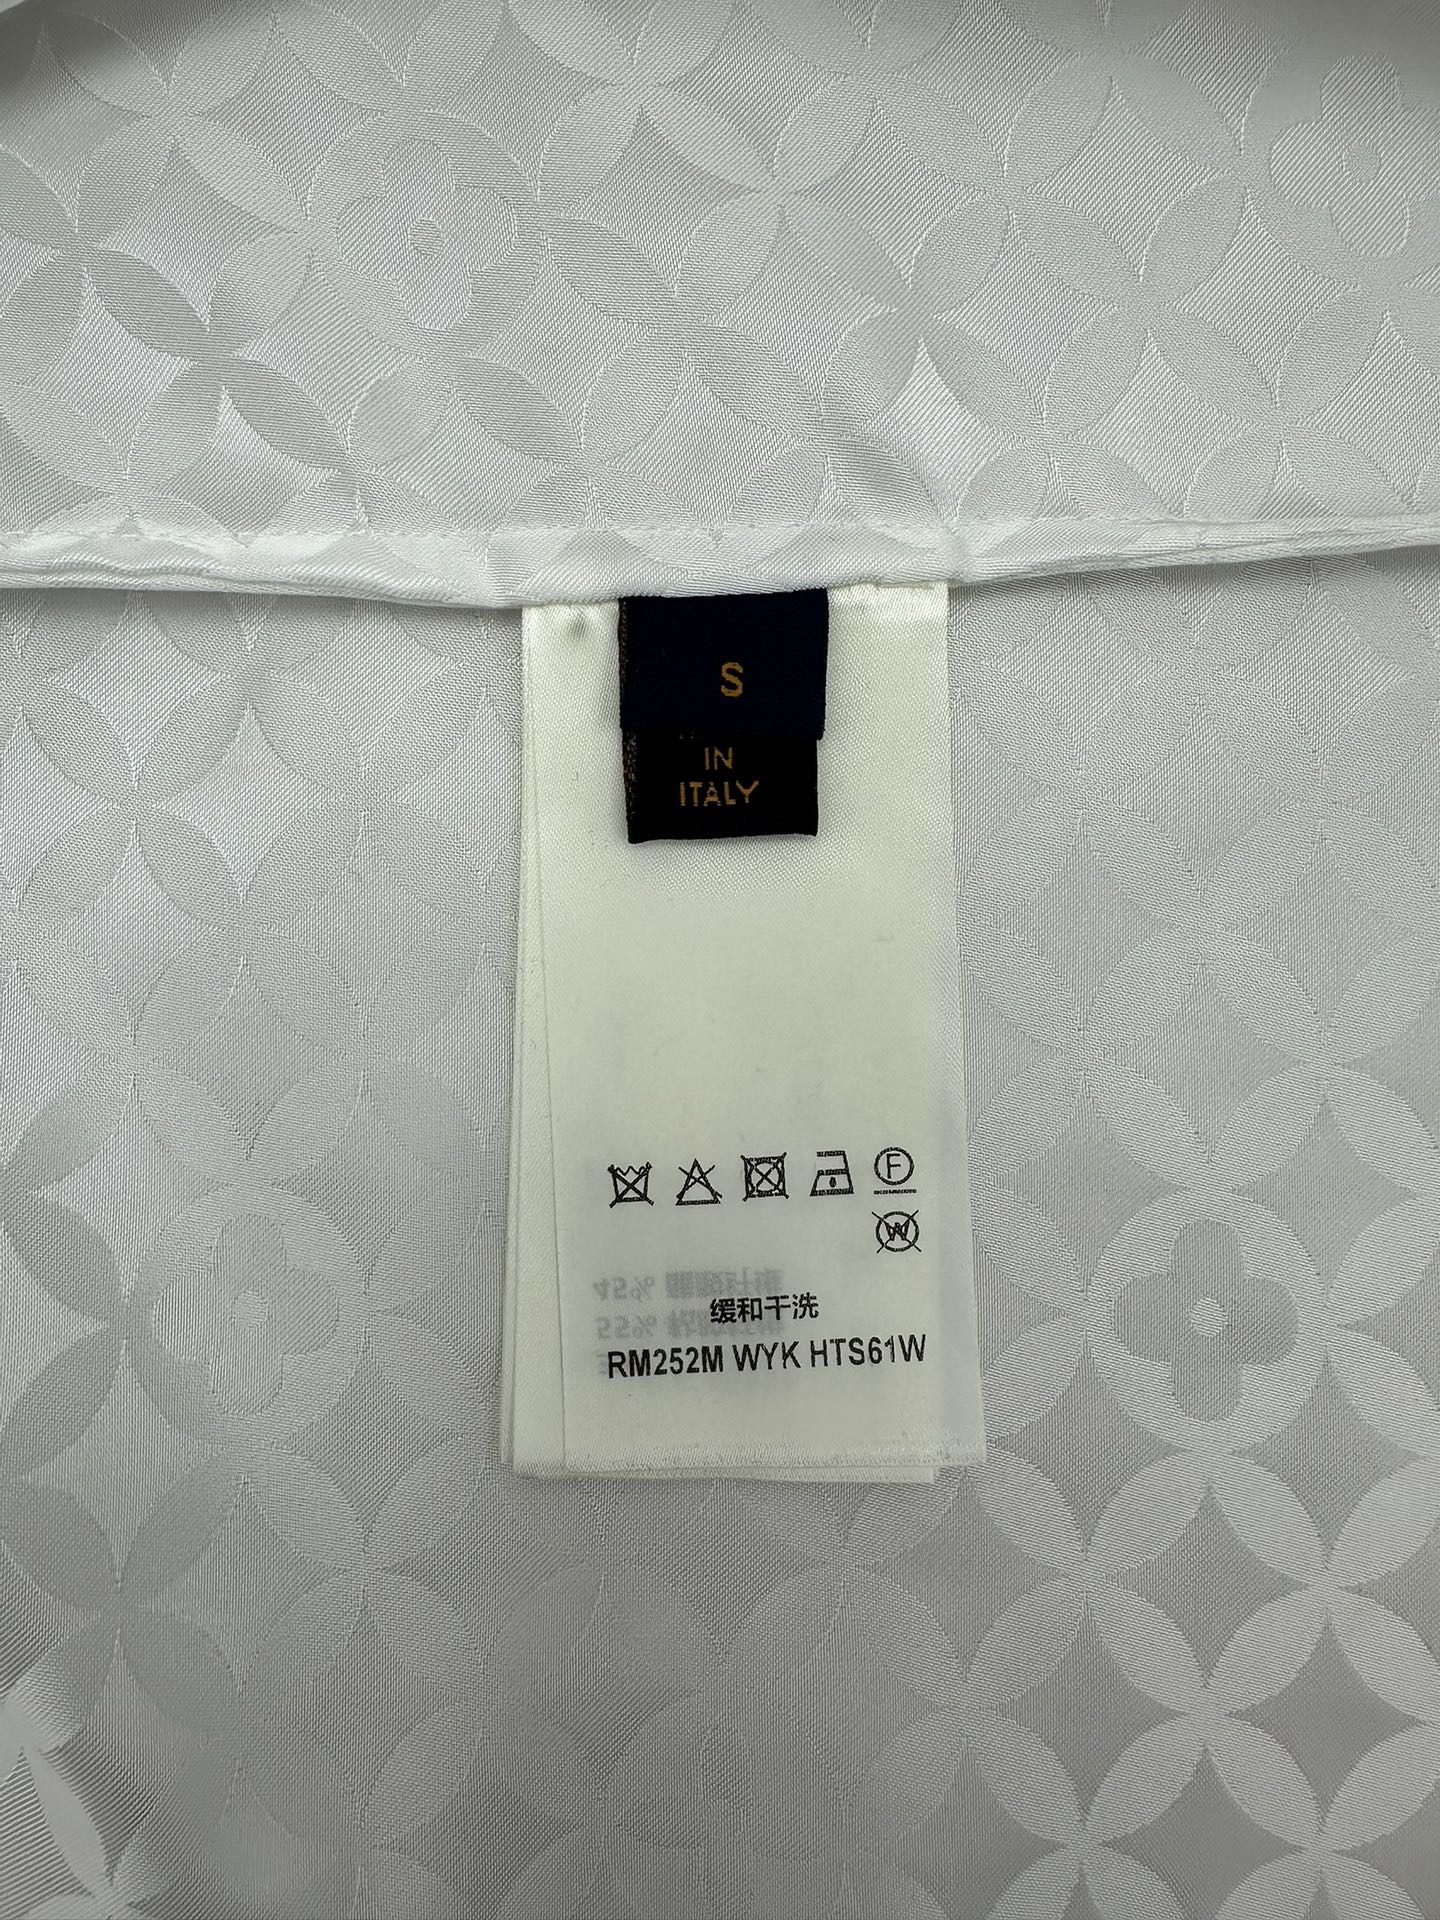 S
IN
ITALY
F
W
缓和干洗
RM252M WYK HTS61W